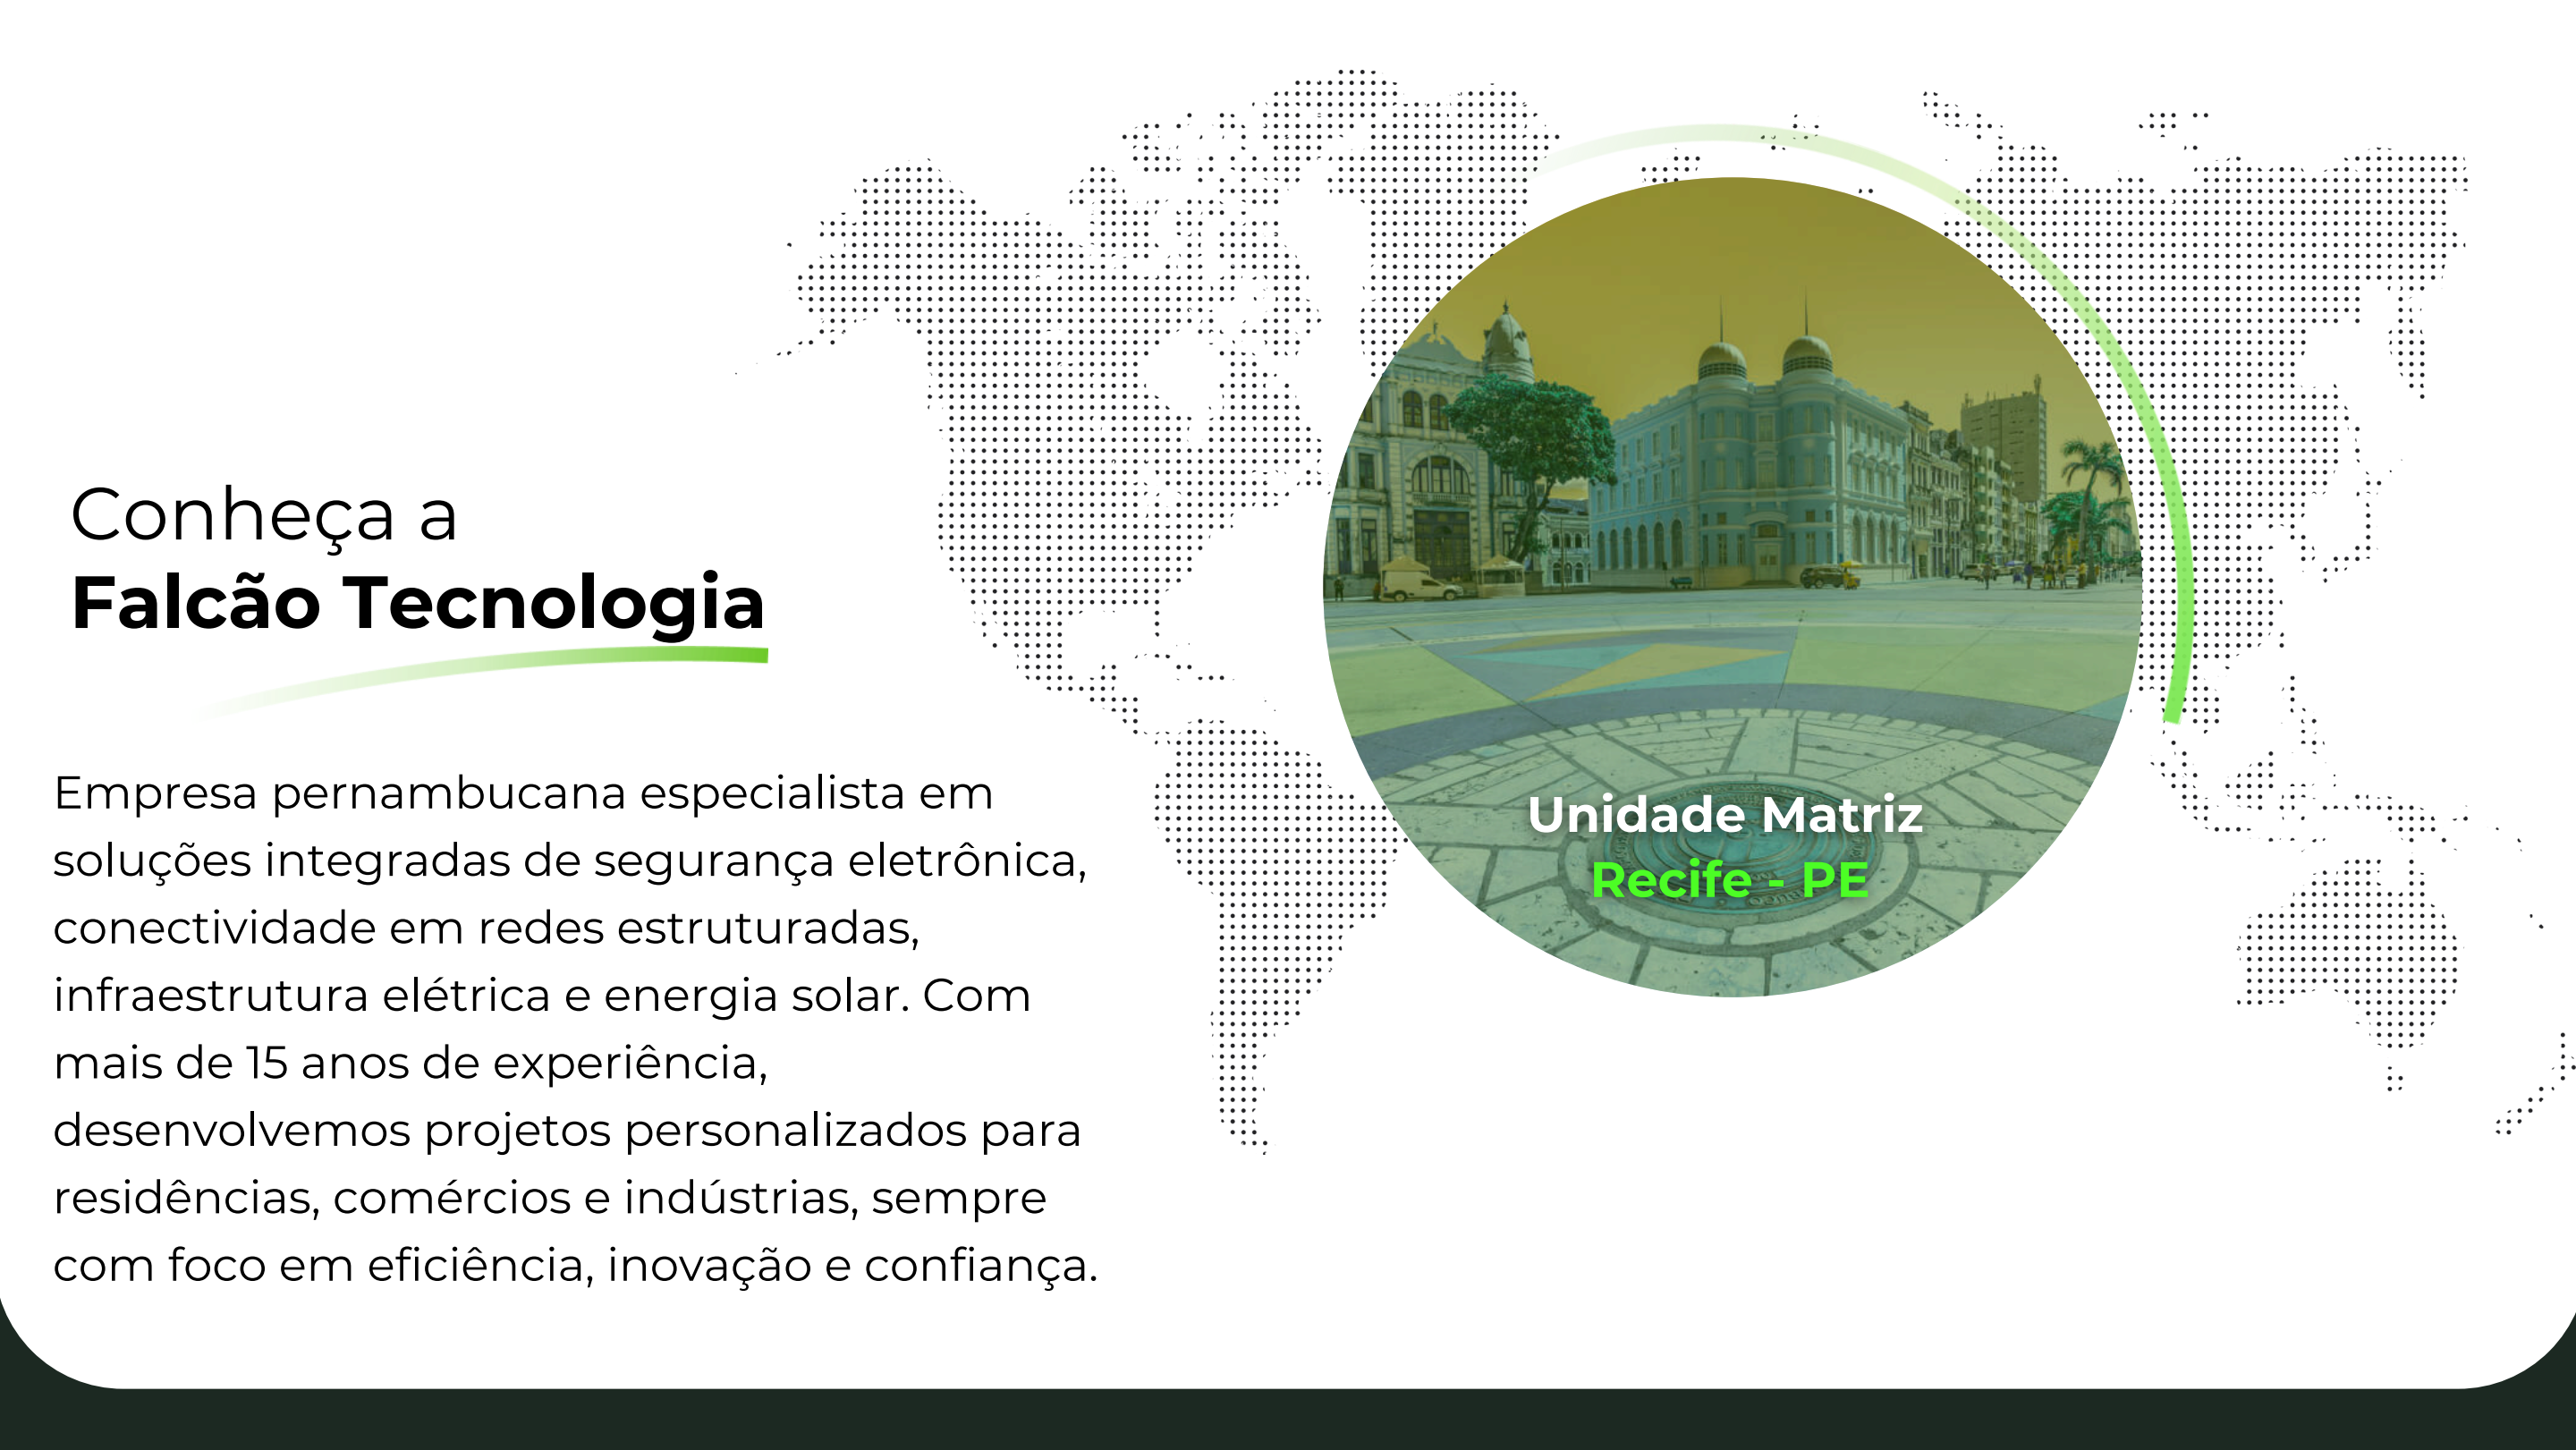 Conheça a
Falcão Tecnologia
Empresa pernambucana especialista em
soluções integradas de segurança eletrônica,
conectividade em redes estruturadas,
infraestrutura elétrica e energia solar. Com
mais de 15 anos de experiência,
desenvolvemos projetos personalizados para
residências, comércios e indústrias, sempre
com foco em eficiência, inovação e confiança.
Unidade Matriz
Recife - PE